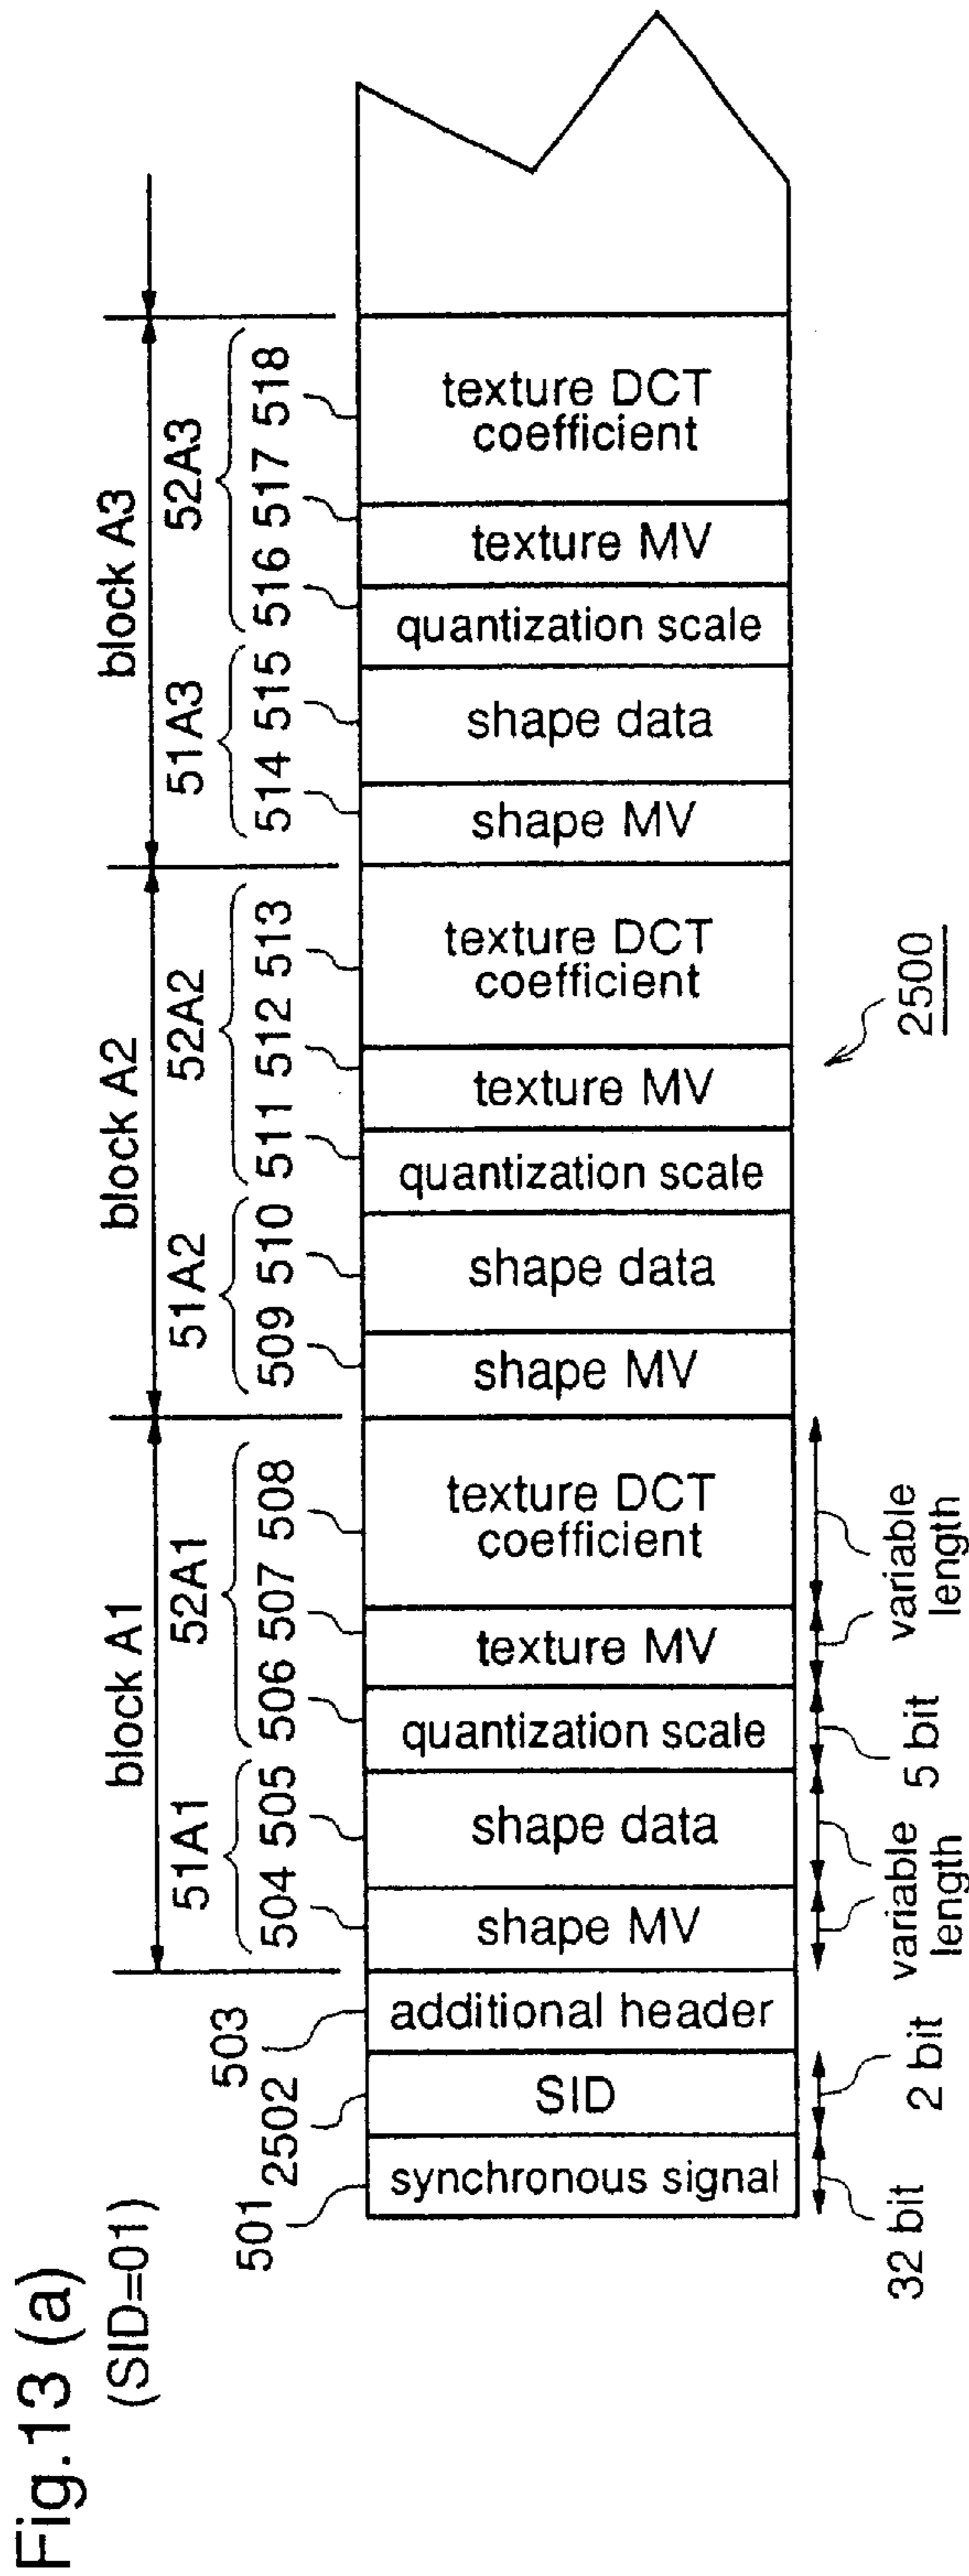 Fig.13 (a)
(SID=01)
block A1
block A2
block A3
51A1
52A1
51A2
52A2
51A3
52A3
501
2502
503
504
505
506
507
508
509
510
511
512
513
514
515
516
517
518
synchronous signal
SID
additional header
shape MV
shape data
quantization scale
texture MV
texture DCT
coefficient
shape MV
shape data
quantization scale
texture MV
texture DCT
coefficient
shape MV
shape data
quantization scale
texture MV
texture DCT
coefficient
32 bit
2 bit
variable
length
5 bit
variable
length
2500